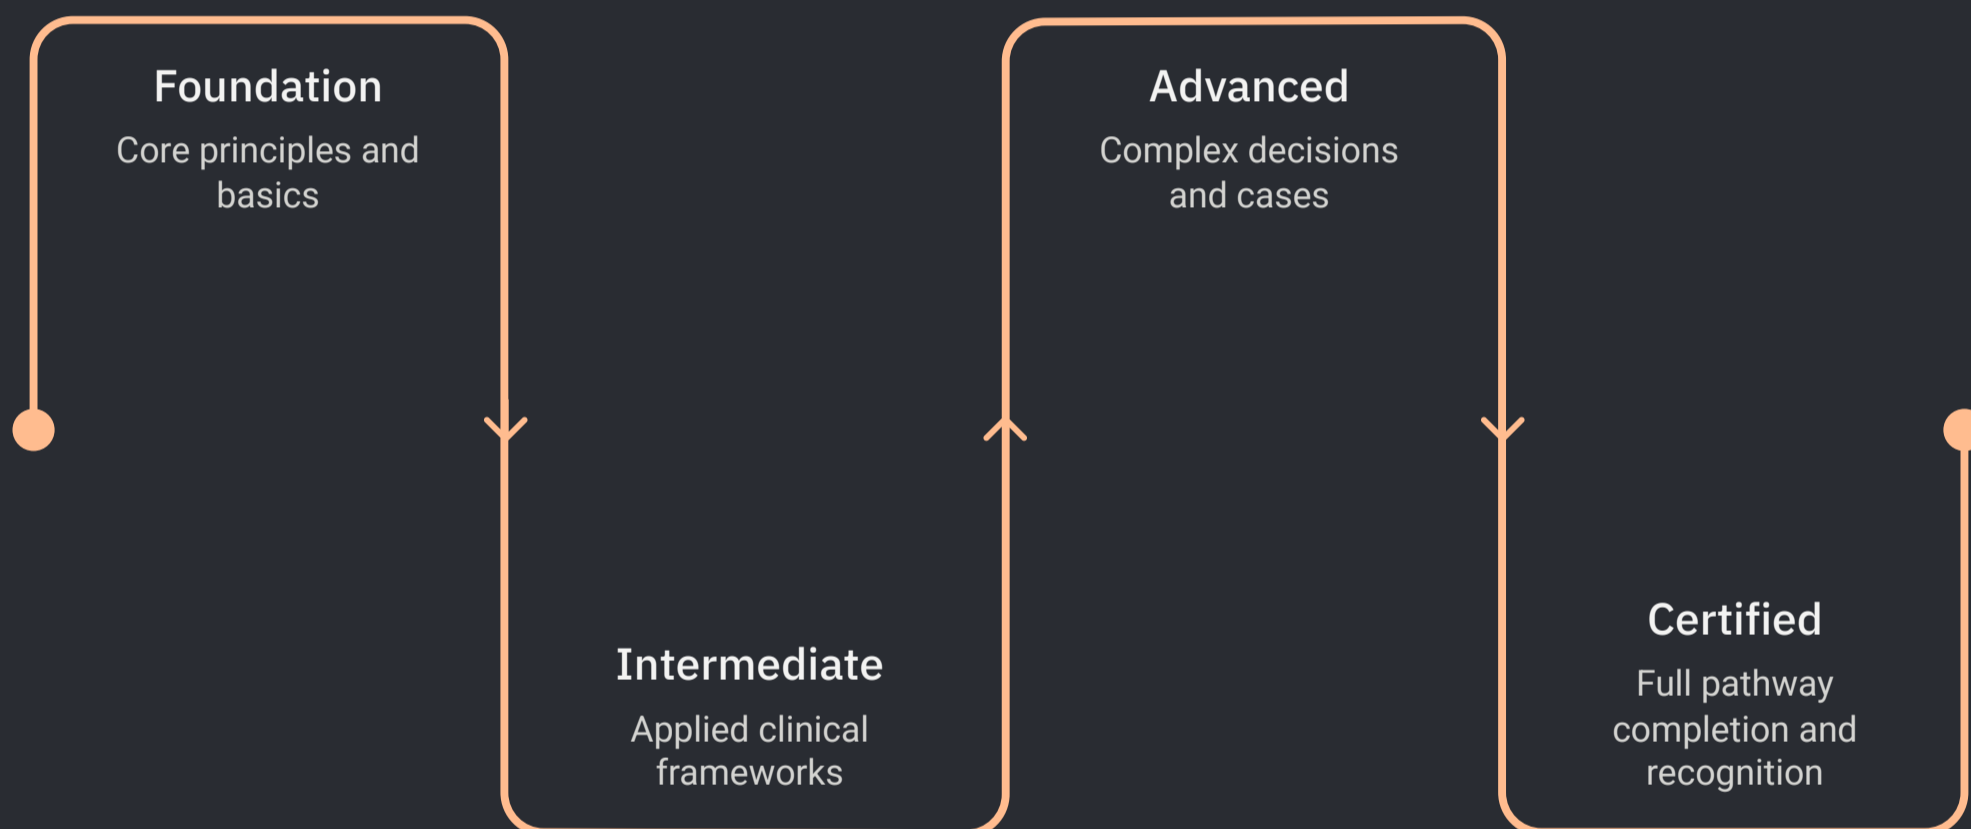 Foundation
Core principles and
basics
Intermediate
Applied clinical
frameworks
Advanced
Complex decisions
and cases
Certified
Full pathway
completion and
recognition